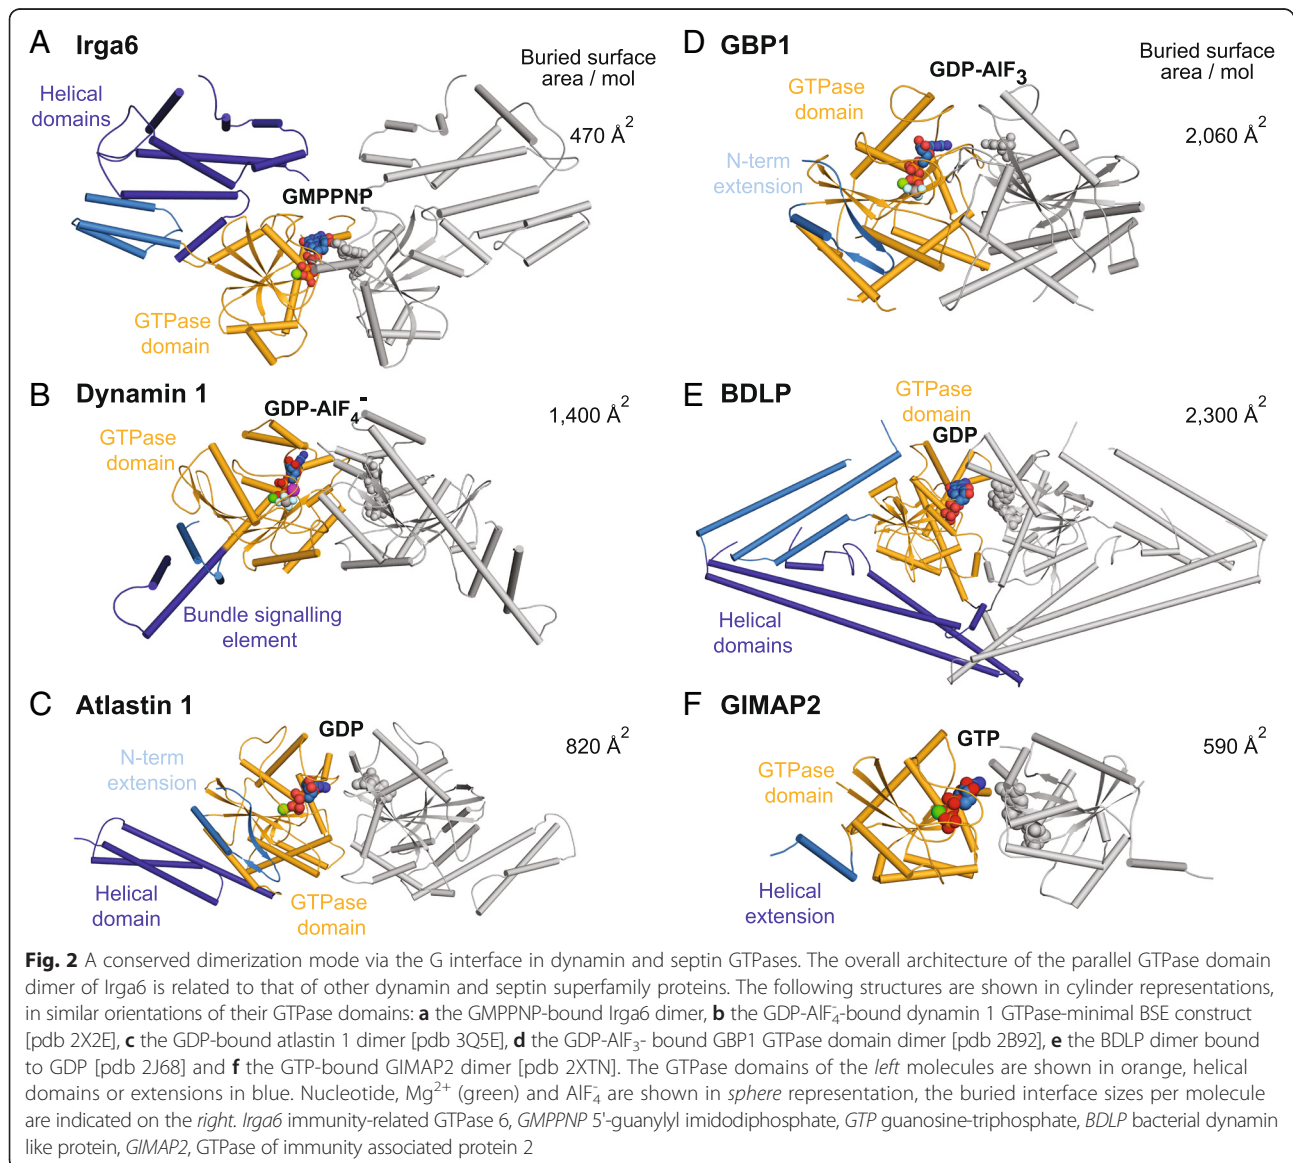 A Irga6
Buried surface
area / mol
Helical
domains
470 Å²
GMPPNP
GTPase
domain
B Dynamin 1
GDP-AlF₄⁻
1,400 Å²
GTPase
domain
Bundle signalling
element
C Atlastin 1
GDP
820 Å²
N-term
extension
Helical
domain
GTPase
domain
D GBP1
Buried surface
area / mol
GDP-AlF₃
GTPase
domain
2,060 Å²
N-term
extension
E BDLP
GTPase
domain
2,300 Å²
GDP
Helical
domains
F GIMAP2
GTP
590 Å²
GTPase
domain
Helical
extension
Fig. 2 A conserved dimerization mode via the G interface in dynamin and septin GTPases. The overall architecture of the parallel GTPase domain
dimer of Irga6 is related to that of other dynamin and septin superfamily proteins. The following structures are shown in cylinder representations,
in similar orientations of their GTPase domains: a the GMPPNP-bound Irga6 dimer, b the GDP-AlF₄⁻-bound dynamin 1 GTPase-minimal BSE construct
[pdb 2X2E], c the GDP-bound atlastin 1 dimer [pdb 3Q5E], d the GDP-AlF₃- bound GBP1 GTPase domain dimer [pdb 2B92], e the BDLP dimer bound
to GDP [pdb 2J68] and f the GTP-bound GIMAP2 dimer [pdb 2XTN]. The GTPase domains of the left molecules are shown in orange, helical
domains or extensions in blue. Nucleotide, Mg²⁺ (green) and AlF₄⁻ are shown in sphere representation, the buried interface sizes per molecule
are indicated on the right. Irga6 immunity-related GTPase 6, GMPPNP 5'-guanylyl imidodiphosphate, GTP guanosine-triphosphate, BDLP bacterial dynamin
like protein, GIMAP2, GTPase of immunity associated protein 2